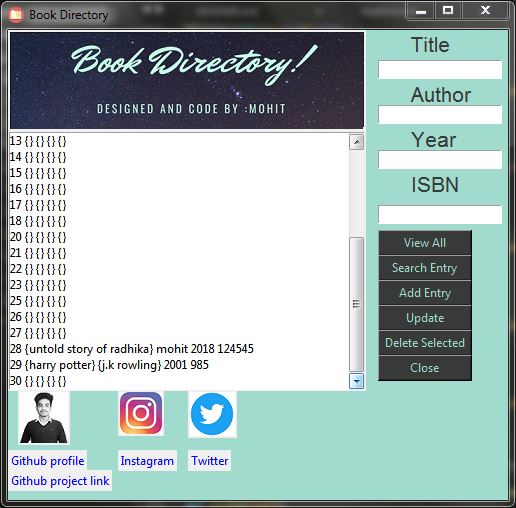 Book Directory
Book Directory!
DESIGNED AND CODE BY :MOHIT
13 {} {} {} {}
14 {} {} {} {}
15 {} {} {} {}
16 {} {} {} {}
17 {} {} {} {}
18 {} {} {} {}
20 {} {} {} {}
21 {} {} {} {}
22 {} {} {} {}
23 {} {} {} {}
25 {} {} {} {}
26 {} {} {} {}
27 {} {} {} {}
28 {untold story of radhika} mohit 2018 124545
29 {harry potter} {j.k rowling} 2001 985
30 {} {} {} {}
Title
Author
Year
ISBN
View All
Search Entry
Add Entry
Update
Delete Selected
Close
Github profile
Instagram
Twitter
Github project link